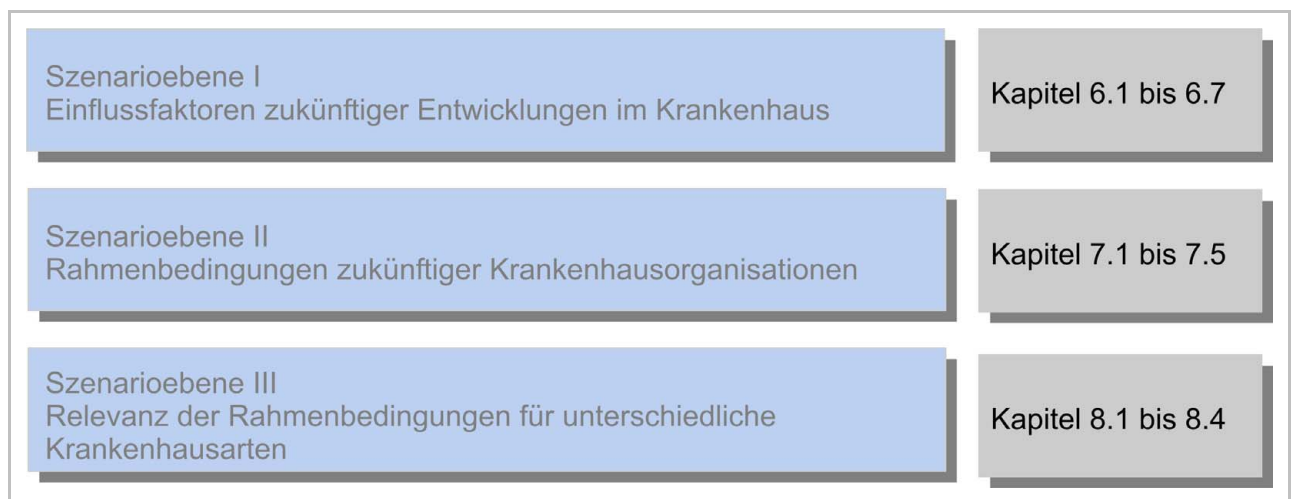 Szenarioebene I
Einflussfaktoren zukünftiger Entwicklungen im Krankenhaus
Kapitel 6.1 bis 6.7
Szenarioebene II
Rahmenbedingungen zukünftiger Krankenhausorganisationen
Kapitel 7.1 bis 7.5
Szenarioebene III
Relevanz der Rahmenbedingungen für unterschiedliche
Krankenhausarten
Kapitel 8.1 bis 8.4